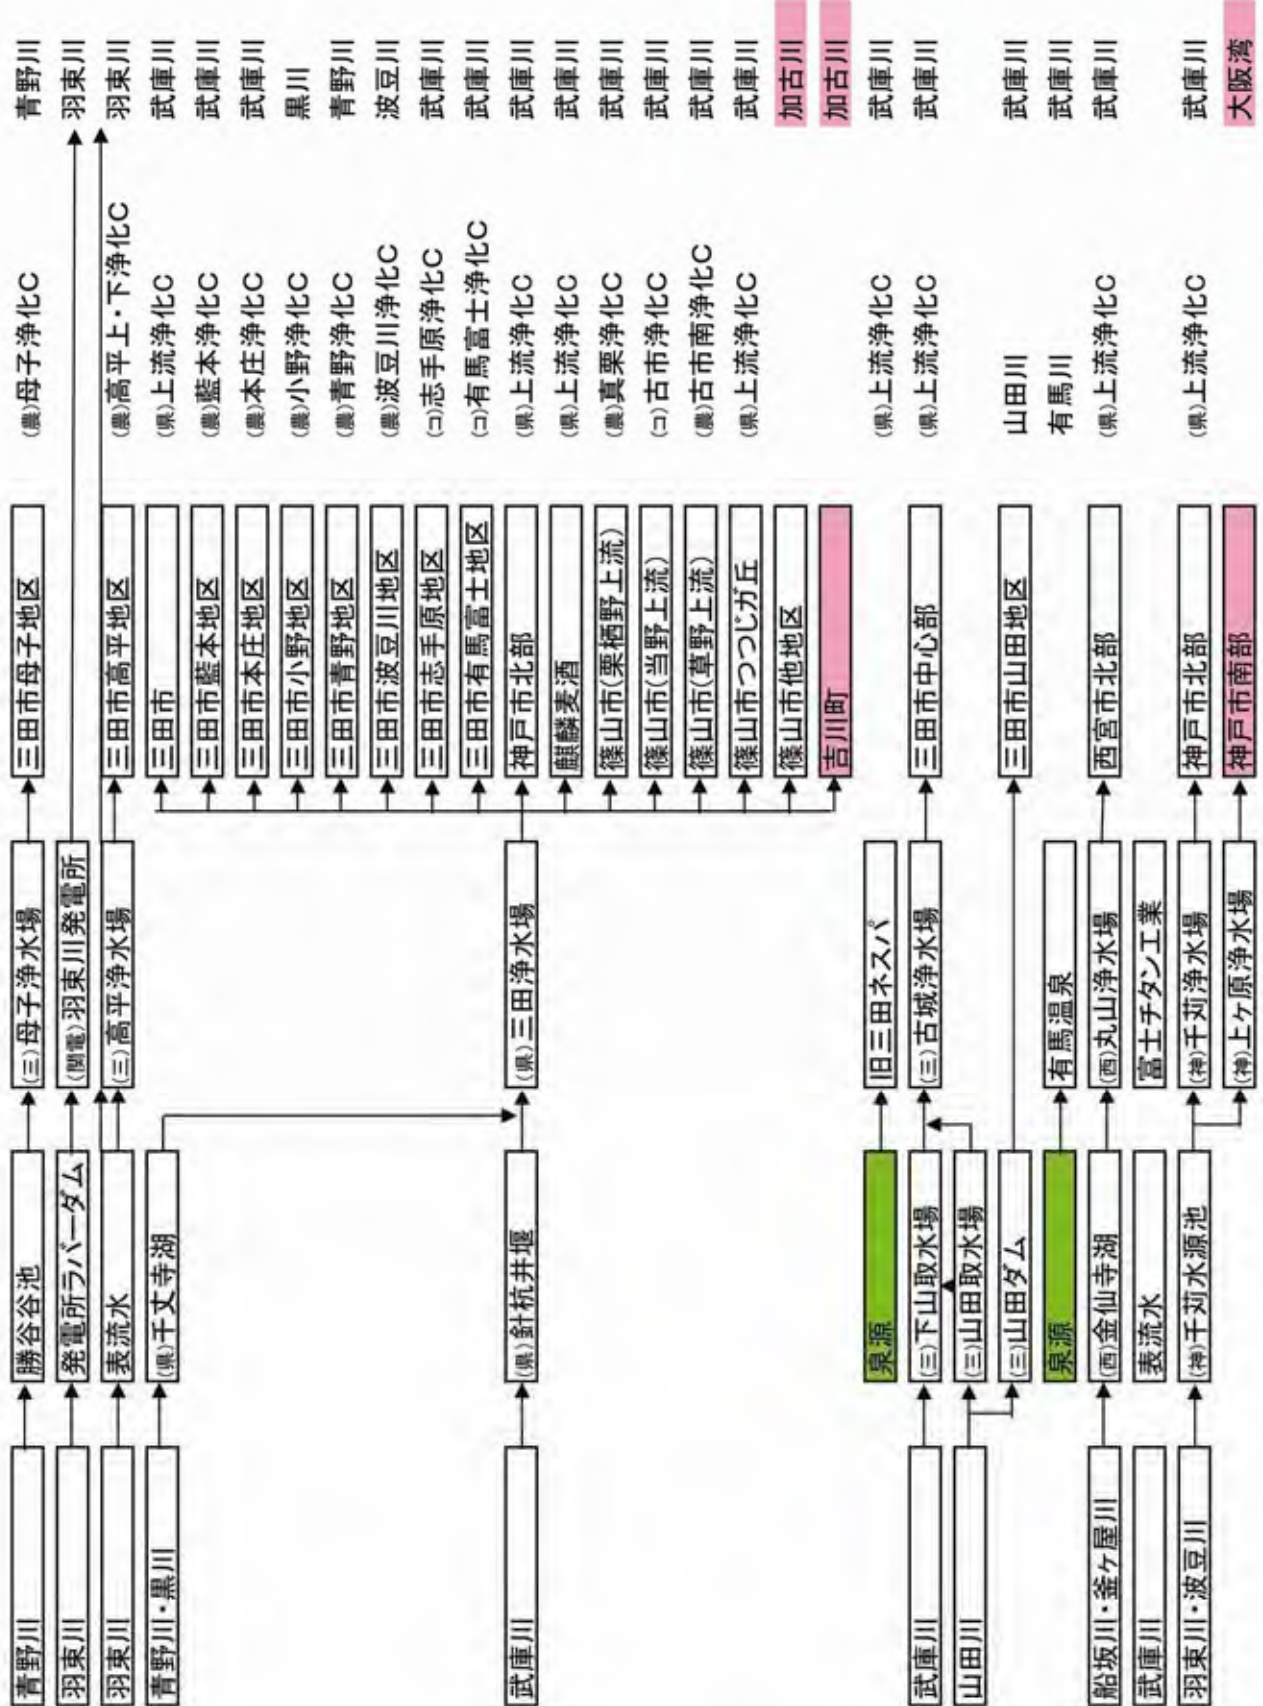 青野川 勝谷谷池 (三)母子浄水場 三田市母子地区 (農)母子浄化C 青野川
羽束川 発電所ラバーダム (関電)羽束川発電所 羽束川
羽束川 表流水 (三)高平浄水場 三田市高平地区 (農)高平上・下浄化C 羽束川
青野川・黒川 (県)千丈寺湖 三田市 (県)上流浄化C 武庫川
三田市藍本地区 (農)藍本浄化C 武庫川
三田市本庄地区 (農)本庄浄化C 武庫川
三田市小野地区 (農)小野浄化C 黒川
三田市青野地区 (農)青野浄化C 青野川
三田市波豆川地区 (農)波豆川浄化C 波豆川
三田市志手原地区 (コ)志手原浄化C 武庫川
三田市有馬富士地区 (コ)有馬富士浄化C 武庫川
武庫川 (県)針杭井堰 (県)三田浄水場 神戸市北部 (県)上流浄化C 武庫川
麒麟麦酒 (県)上流浄化C 武庫川
篠山市(栗栖野上流) (農)真栗浄化C 武庫川
篠山市(当野上流) (コ)古市浄化C 武庫川
篠山市(草野上流) (農)古市南浄化C 武庫川
篠山市つつじガ丘 (県)上流浄化C 武庫川
篠山市他地区 加古川
吉川町 加古川
泉源 旧三田ネスパ (県)上流浄化C 武庫川
武庫川 (三)下山取水場 (三)古城浄水場 三田市中心部 (県)上流浄化C 武庫川
山田川 (三)山田取水場
(三)山田ダム 三田市山田地区 山田川 武庫川
泉源 有馬温泉 有馬川 武庫川
船坂川・釜ヶ屋川 (西)金仙寺湖 (西)丸山浄水場 西宮市北部 (県)上流浄化C 武庫川
武庫川 表流水 富士チタン工業
羽束川・波豆川 (神)千苅水源池 (神)千苅浄水場 神戸市北部 (県)上流浄化C 武庫川
(神)上ヶ原浄水場 神戸市南部 大阪湾